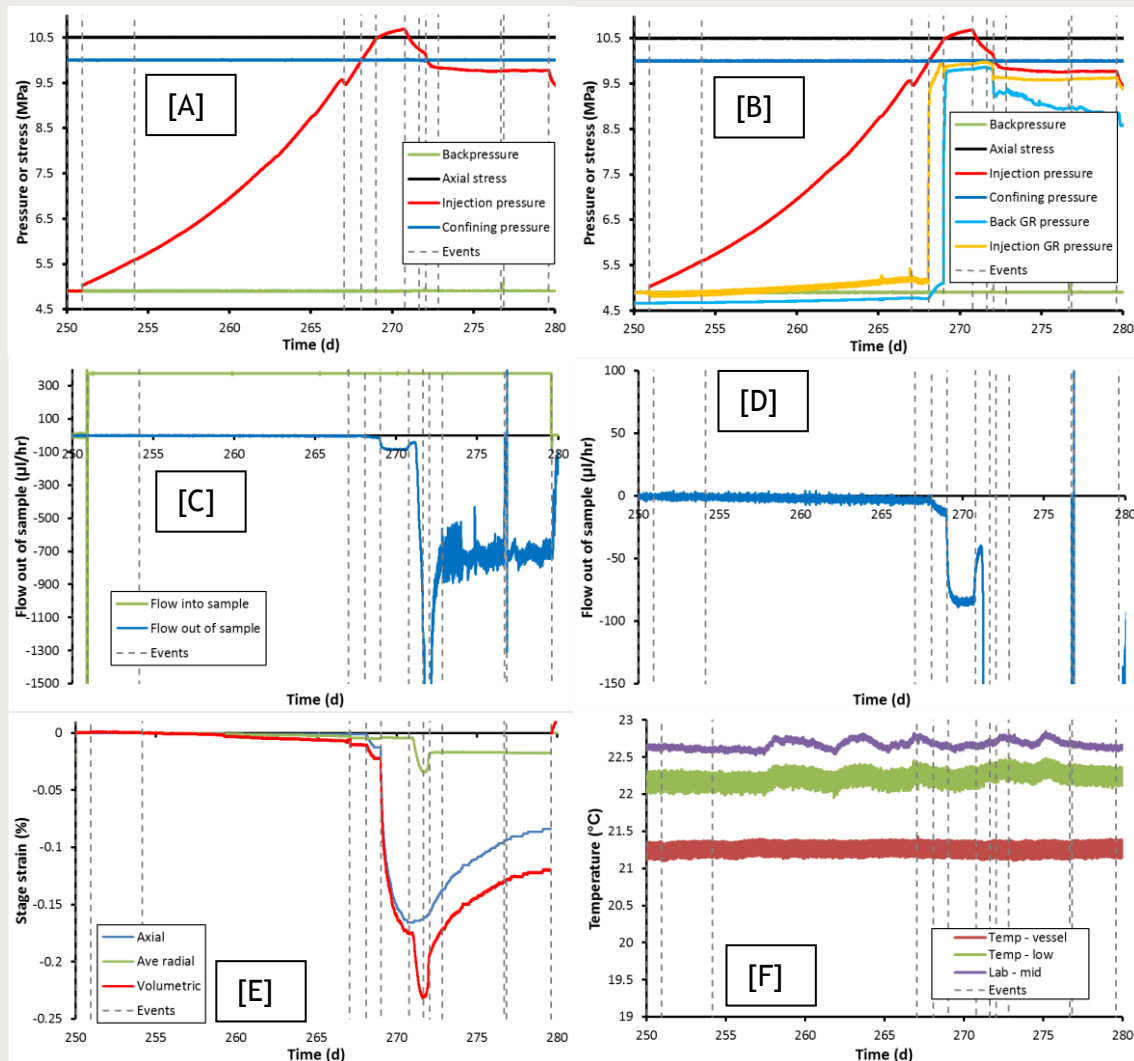 10.5
9.5
8.5
7.5
6.5
5.5
4.5
250
255
260
265
270
275
280
Pressure or stress (MPa)
Time (d)
[A]
Backpressure
Axial stress
Injection pressure
Confining pressure
Events
10.5
9.5
8.5
7.5
6.5
5.5
4.5
250
255
260
265
270
275
280
Pressure or stress (MPa)
Time (d)
[B]
Backpressure
Axial stress
Injection pressure
Confining pressure
Back GR pressure
Injection GR pressure
Events
300
100
-100
-300
-500
-700
-900
-1100
-1300
-1500
250
255
260
265
270
275
280
Flow out of sample (µl/hr)
Time (d)
[C]
Flow into sample
Flow out of sample
Events
100
50
0
-50
-100
-150
250
255
260
265
270
275
280
Flow out of sample (µl/hr)
Time (d)
[D]
0
-0.05
-0.1
-0.15
-0.2
-0.25
250
255
260
265
270
275
280
Stage strain (%)
Time (d)
[E]
Axial
Ave radial
Volumetric
Events
23
22.5
22
21.5
21
20.5
20
19.5
19
250
255
260
265
270
275
280
Temperature (°C)
Time (d)
[F]
Temp - vessel
Temp - low
Lab - mid
Events